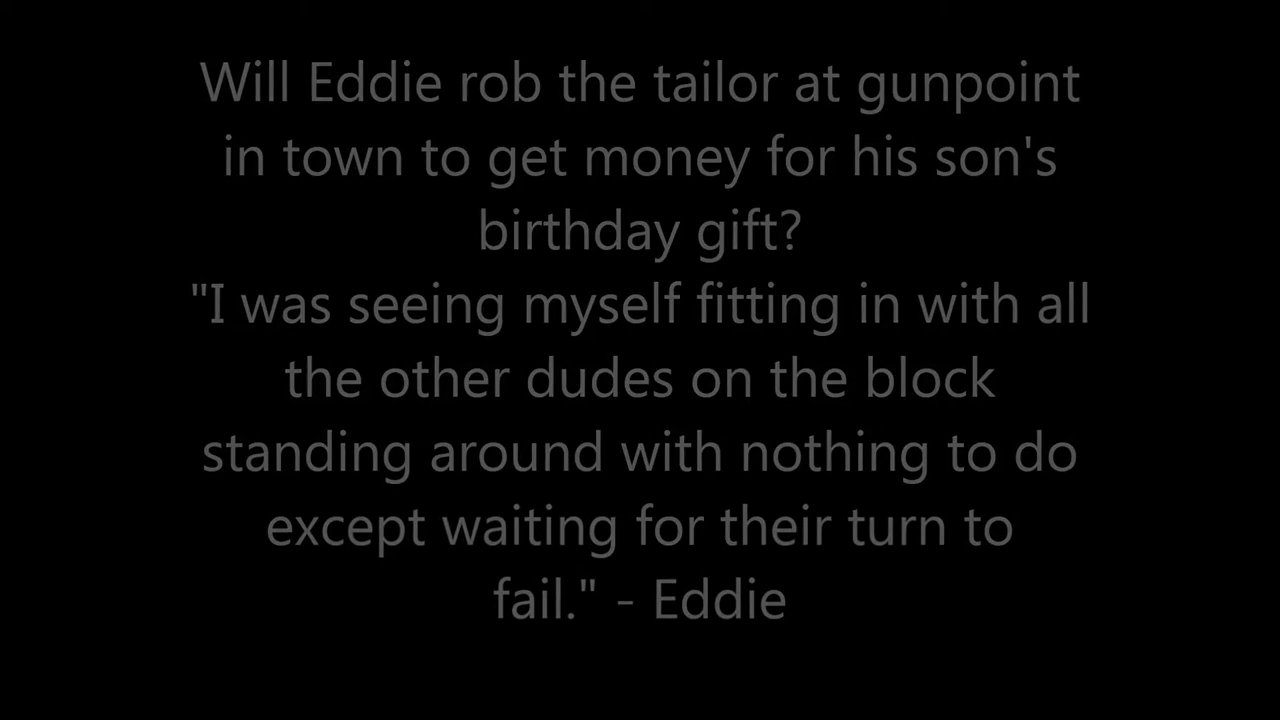 Will Eddie rob the tailor at gunpoint
in town to get money for his son's
birthday gift?
"I was seeing myself fitting in with all
the other dudes on the block
standing around with nothing to do
except waiting for their turn to
fail." - Eddie